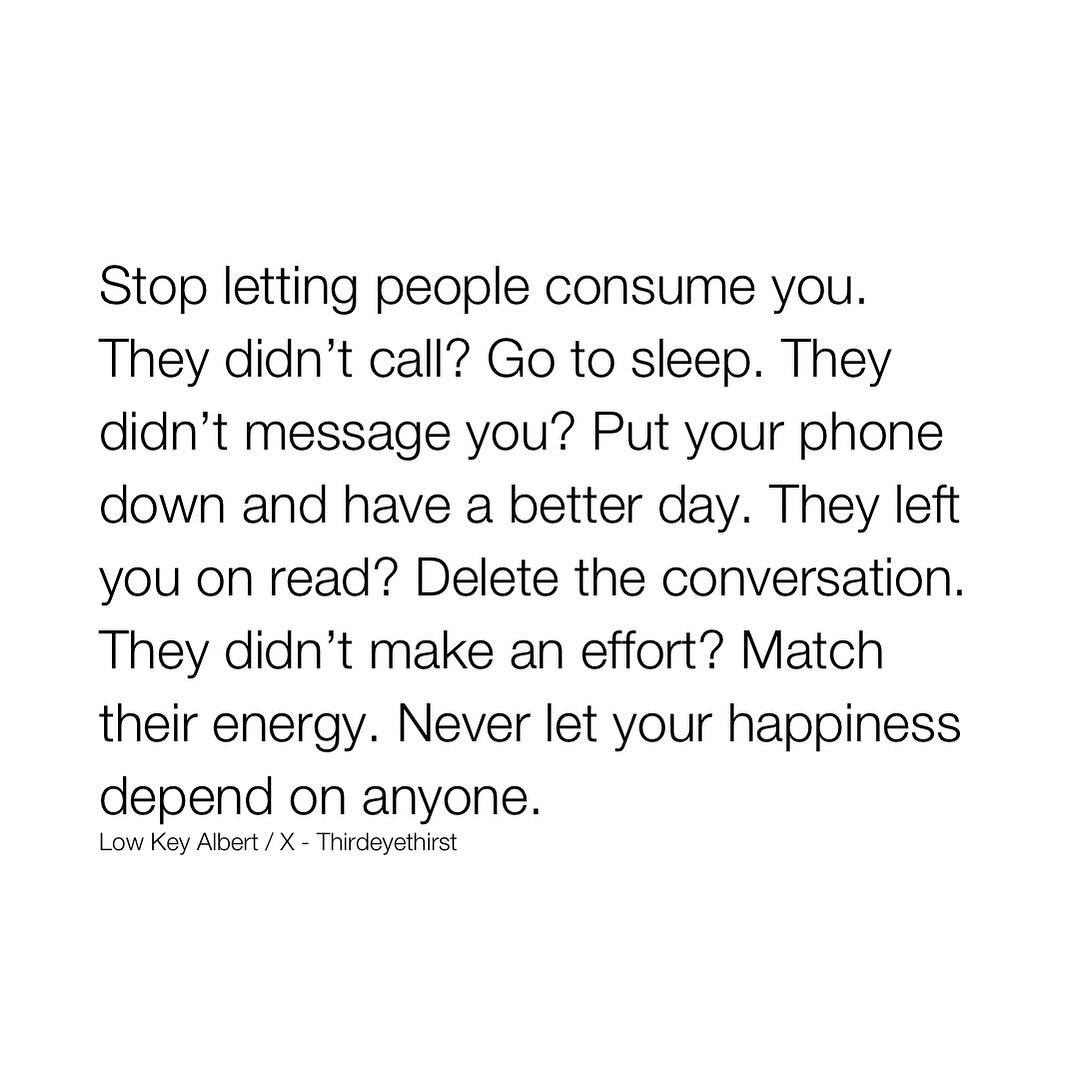 Stop letting people consume you.
They didn’t call? Go to sleep. They
didn’t message you? Put your phone
down and have a better day. They left
you on read? Delete the conversation.
They didn’t make an effort? Match
their energy. Never let your happiness
depend on anyone.
Low Key Albert / X - Thirdeyethirst